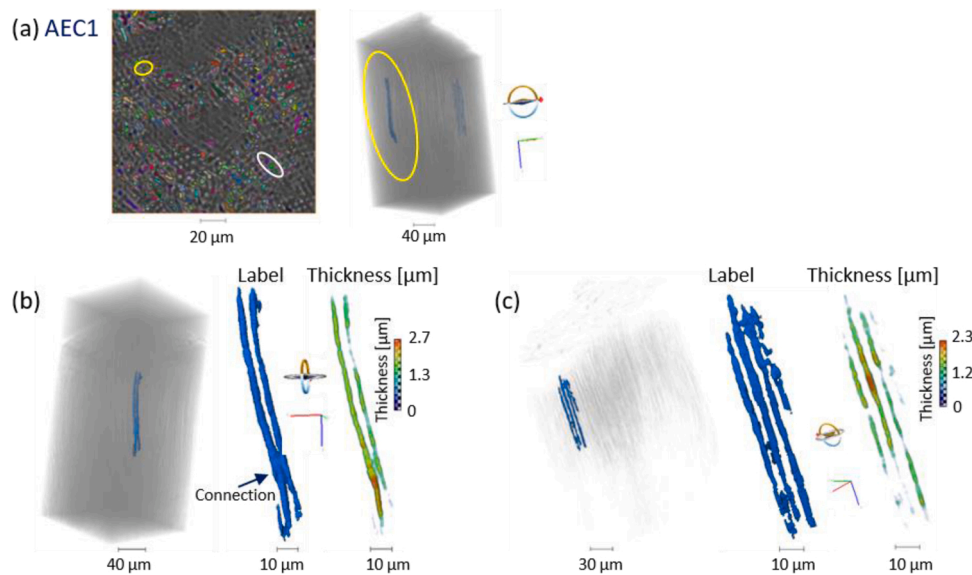 (a) AEC1
20 µm
40 µm
(b)
Label
Thickness [µm]
Thickness [µm]
2.7
1.3
0
Connection
40 µm
10 µm
10 µm
(c)
Label
Thickness [µm]
Thickness [µm]
2.3
1.2
0
30 µm
10 µm
10 µm